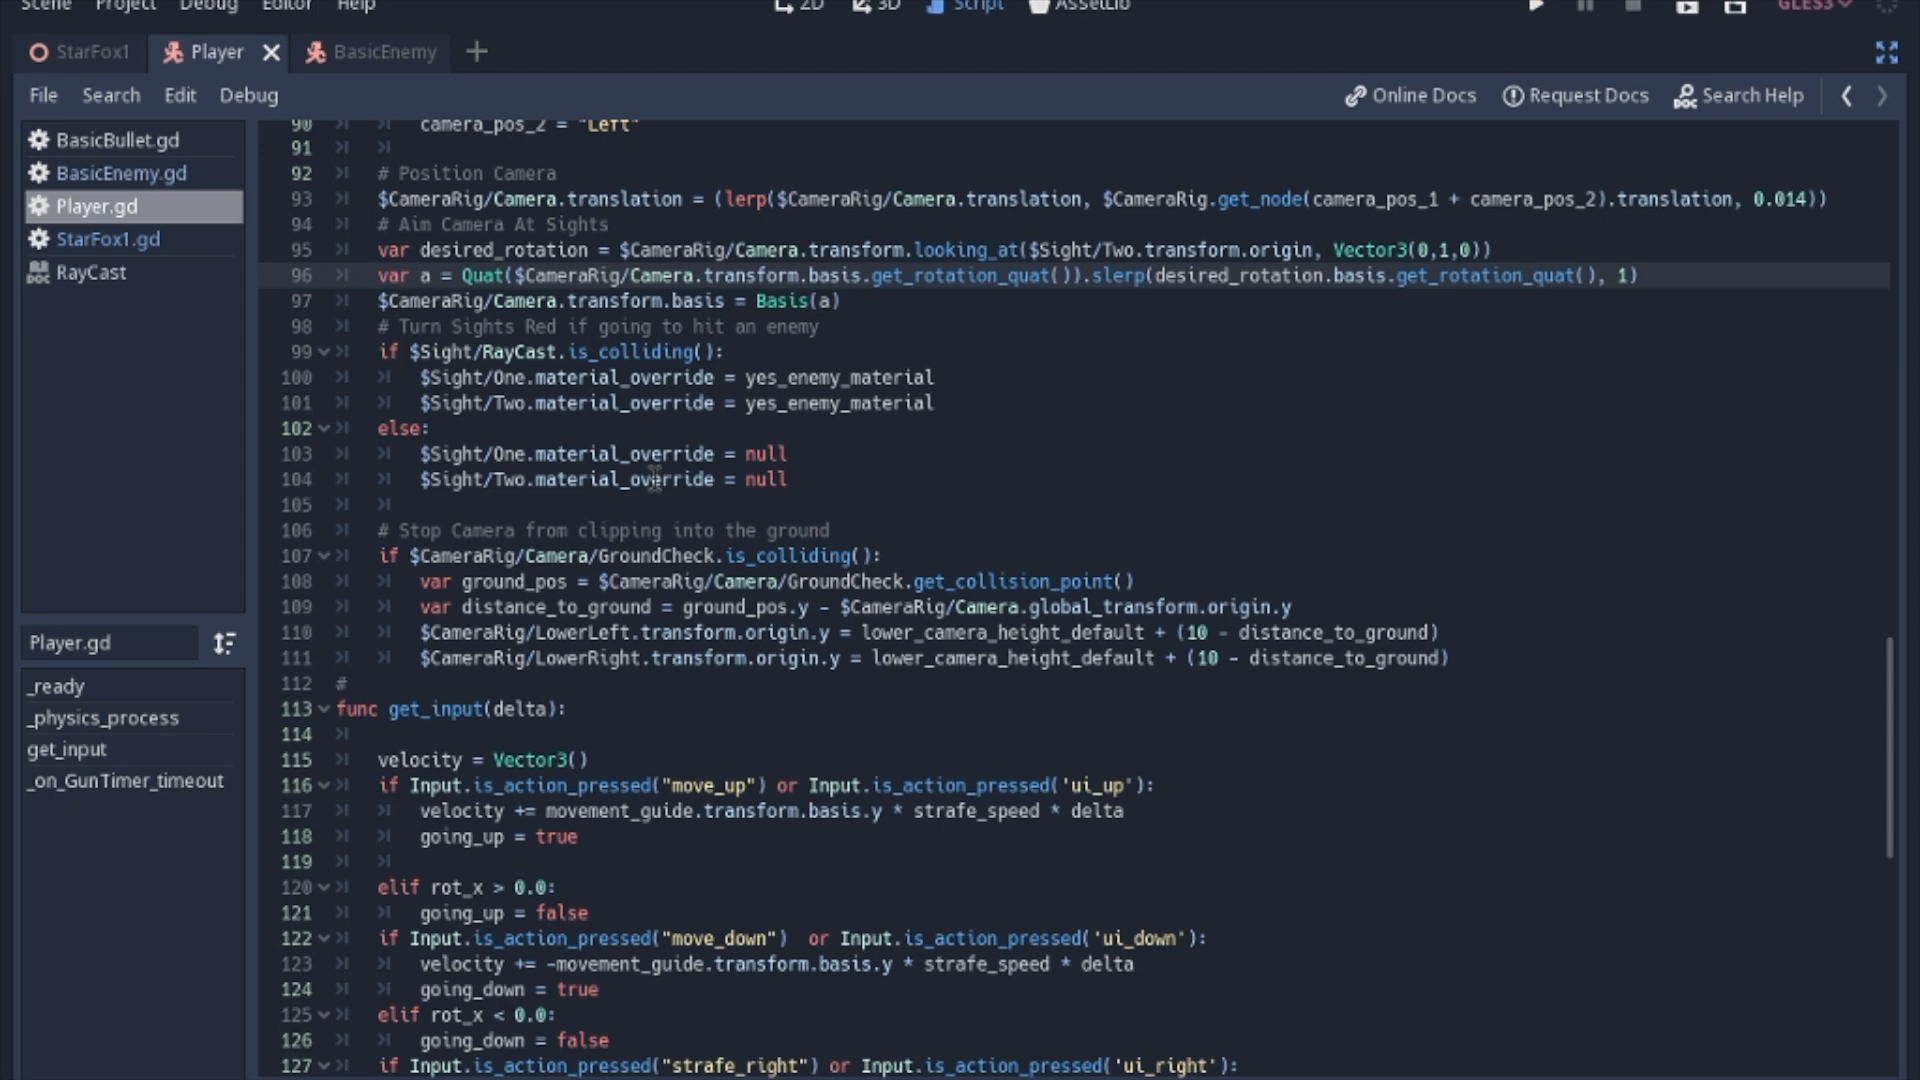 Scene Project Debug Editor Help 2D 3D Script AssetLib GLES3
StarFox1 Player BasicEnemy
File Search Edit Debug Online Docs Request Docs Search Help
BasicBullet.gd
BasicEnemy.gd
Player.gd
StarFox1.gd
RayCast
Player.gd
_ready
_physics_process
get_input
_on_GunTimer_timeout
90 camera_pos_2 = "Left"
91
92 # Position Camera
93 $CameraRig/Camera.translation = (lerp($CameraRig/Camera.translation, $CameraRig.get_node(camera_pos_1 + camera_pos_2).translation, 0.014))
94 # Aim Camera At Sights
95 var desired_rotation = $CameraRig/Camera.transform.looking_at($Sight/Two.transform.origin, Vector3(0,1,0))
96 var a = Quat($CameraRig/Camera.transform.basis.get_rotation_quat()).slerp(desired_rotation.basis.get_rotation_quat(), 1)
97 $CameraRig/Camera.transform.basis = Basis(a)
98 # Turn Sights Red if going to hit an enemy
99 if $Sight/RayCast.is_colliding():
100 $Sight/One.material_override = yes_enemy_material
101 $Sight/Two.material_override = yes_enemy_material
102 else:
103 $Sight/One.material_override = null
104 $Sight/Two.material_override = null
105
106 # Stop Camera from clipping into the ground
107 if $CameraRig/Camera/GroundCheck.is_colliding():
108 var ground_pos = $CameraRig/Camera/GroundCheck.get_collision_point()
109 var distance_to_ground = ground_pos.y - $CameraRig/Camera.global_transform.origin.y
110 $CameraRig/LowerLeft.transform.origin.y = lower_camera_height_default + (10 - distance_to_ground)
111 $CameraRig/LowerRight.transform.origin.y = lower_camera_height_default + (10 - distance_to_ground)
112 #
113 func get_input(delta):
114
115 velocity = Vector3()
116 if Input.is_action_pressed("move_up") or Input.is_action_pressed('ui_up'):
117 velocity += movement_guide.transform.basis.y * strafe_speed * delta
118 going_up = true
119
120 elif rot_x > 0.0:
121 going_up = false
122 if Input.is_action_pressed("move_down")  or Input.is_action_pressed('ui_down'):
123 velocity += -movement_guide.transform.basis.y * strafe_speed * delta
124 going_down = true
125 elif rot_x < 0.0:
126 going_down = false
127 if Input.is_action_pressed("strafe_right") or Input.is_action_pressed('ui_right'):